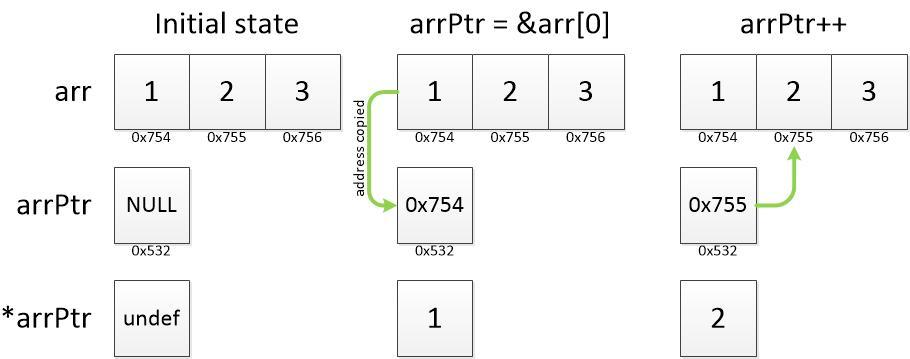 Initial state arrPtr = &arr[0] arrPtr++
arr 1 2 3 1 2 3 1 2 3
0x754 0x755 0x756 0x754 0x755 0x756 0x754 0x755 0x756
address copied
arrPtr NULL 0x754 0x755
0x532 0x532 0x532
*arrPtr undef 1 2